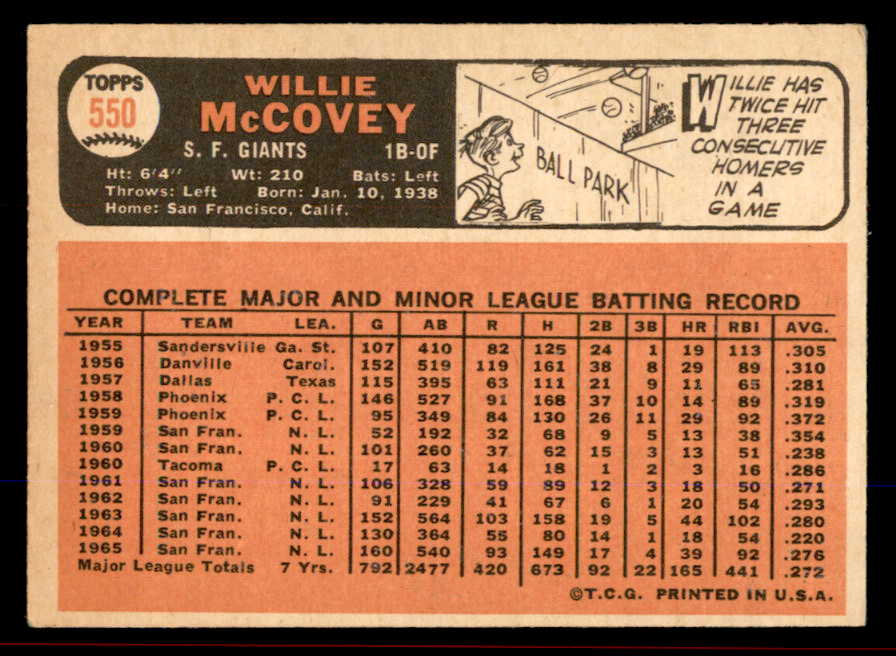 TOPPS
550
WILLIE
McCOVEY
S. F. GIANTS 1B-OF
Ht: 6'4" Wt: 210 Bats: Left
Throws: Left Born: Jan. 10, 1938
Home: San Francisco, Calif.
BALL PARK
WILLIE HAS
TWICE HIT
THREE
CONSECUTIVE
HOMERS
IN A
GAME
COMPLETE MAJOR AND MINOR LEAGUE BATTING RECORD
YEAR TEAM LEA. G AB R H 2B 3B HR RBI AVG.
1955 Sandersville Ga. St. 107 410 82 125 24 1 19 113 .305
1956 Danville Carol. 152 519 119 161 38 8 29 89 .310
1957 Dallas Texas 115 395 63 111 21 9 11 65 .281
1958 Phoenix P. C. L. 146 527 91 168 37 10 14 89 .319
1959 Phoenix P. C. L. 95 349 84 130 26 11 29 92 .372
1959 San Fran. N. L. 52 192 32 68 9 5 13 38 .354
1960 San Fran. N. L. 101 260 37 62 15 3 13 51 .238
1960 Tacoma P. C. L. 17 63 14 18 1 2 3 16 .286
1961 San Fran. N. L. 106 328 59 89 12 3 18 50 .271
1962 San Fran. N. L. 91 229 41 67 6 1 20 54 .293
1963 San Fran. N. L. 152 564 103 158 19 5 44 102 .280
1964 San Fran. N. L. 130 364 55 80 14 1 18 54 .220
1965 San Fran. N. L. 160 540 93 149 17 4 39 92 .276
Major League Totals 7 Yrs. 792 2477 420 673 92 22 165 441 .272
©T.C.G. PRINTED IN U.S.A.